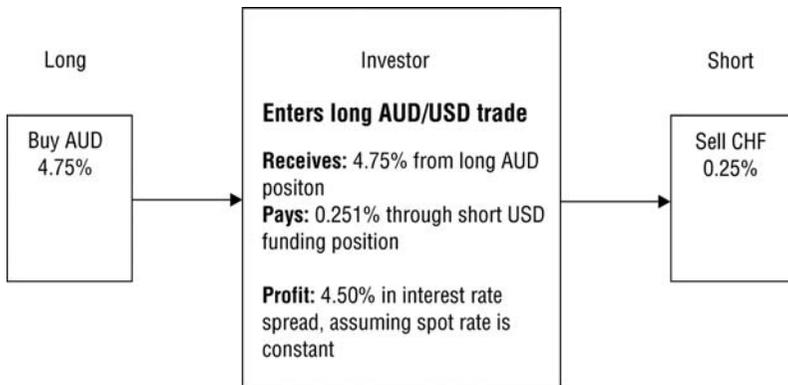 Long
Investor
Short
Buy AUD
4.75%
Enters long AUD/USD trade
Receives: 4.75% from long AUD
positon
Pays: 0.251% through short USD
funding position
Profit: 4.50% in interest rate
spread, assuming spot rate is
constant
Sell CHF
0.25%